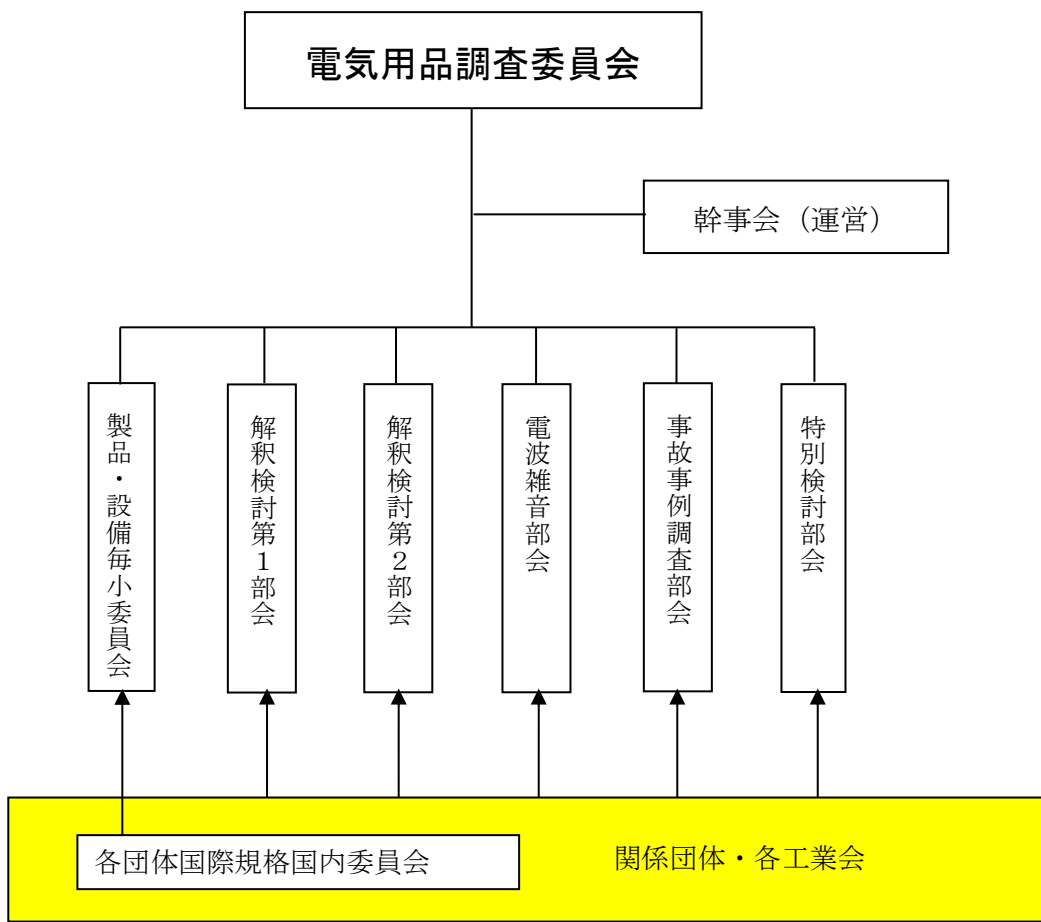 電気用品調査委員会
幹事会（運営）
製品・設備毎小委員会
解釈検討第１部会
解釈検討第２部会
電波雑音部会
事故事例調査部会
特別検討部会
各団体国際規格国内委員会
関係団体・各工業会